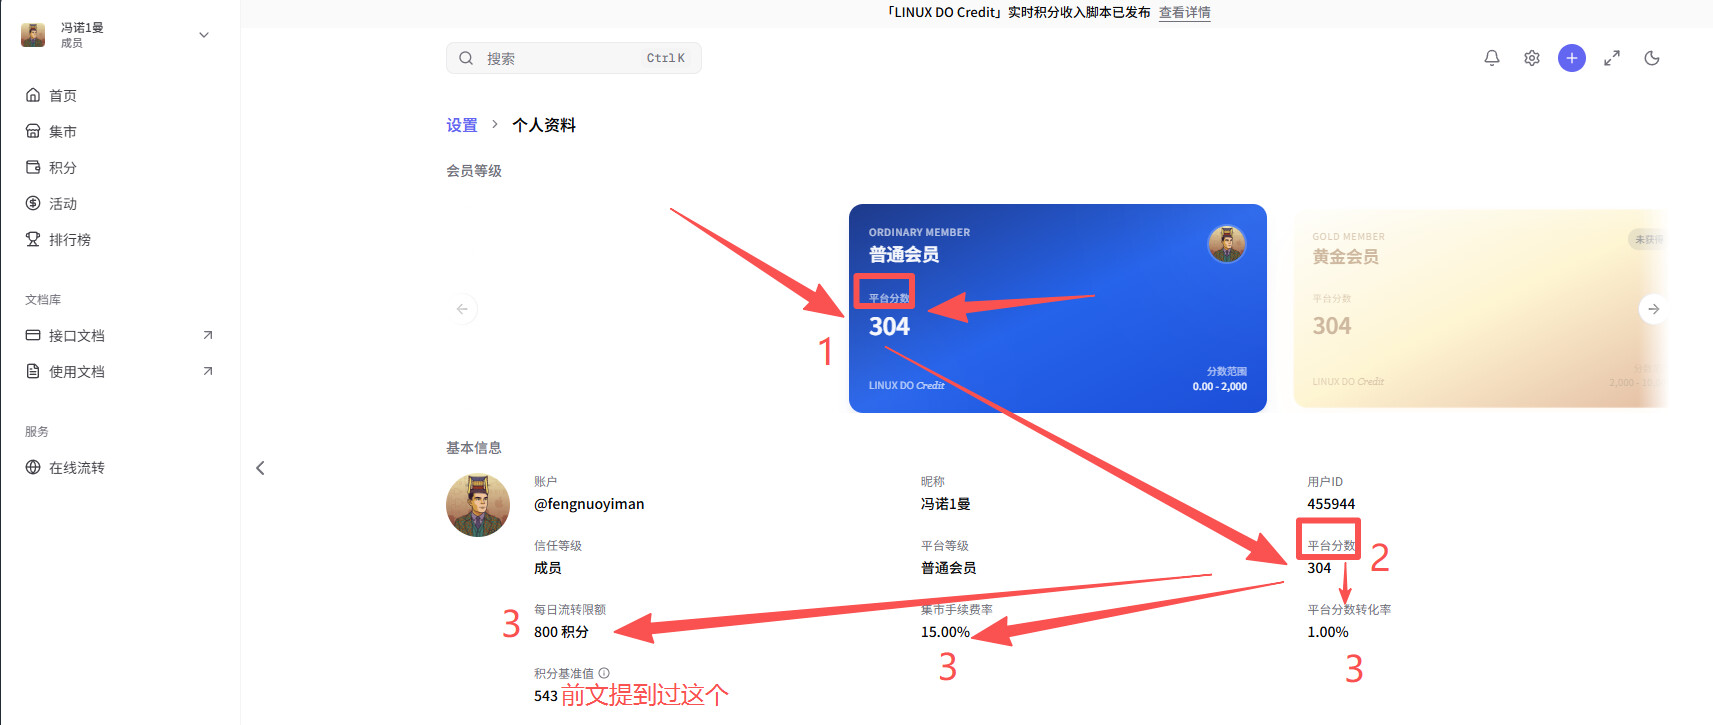 「LINUX DO Credit」实时积分收入脚本已发布 查看详情
冯诺1曼
成员
搜索 Ctrl K
首页
集市
积分
活动
排行榜
文档库
接口文档
使用文档
服务
在线流转
设置 > 个人资料
会员等级
ORDINARY MEMBER
普通会员
平台分数
304
LINUX DO Credit
分数范围
0.00 - 2,000
GOLD MEMBER
黄金会员
未获得
平台分数
304
LINUX DO Credit
1
基本信息
账户
@fengnuoyiman
昵称
冯诺1曼
用户ID
455944
信任等级
成员
平台等级
普通会员
平台分数
304
2
每日流转限额
800 积分
3
集市手续费率
15.00%
3
平台分数转化率
1.00%
3
积分基准值
543 前文提到过这个